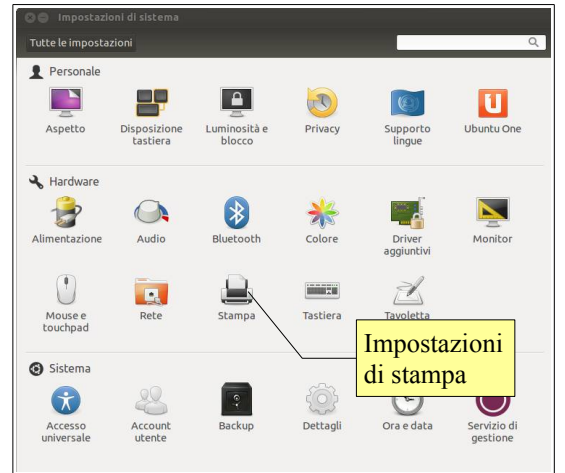 Impostazioni di sistema
Tutte le impostazioni
Personale
Aspetto
Disposizione
tastiera
Luminosità e
blocco
Privacy
Supporto
lingue
Ubuntu One
Hardware
Alimentazione
Audio
Bluetooth
Colore
Driver
aggiuntivi
Monitor
Mouse e
touchpad
Rete
Stampa
Tastiera
Tavoletta
Impostazioni
di stampa
Sistema
Accesso
universale
Account
utente
Backup
Dettagli
Ora e data
Servizio di
gestione